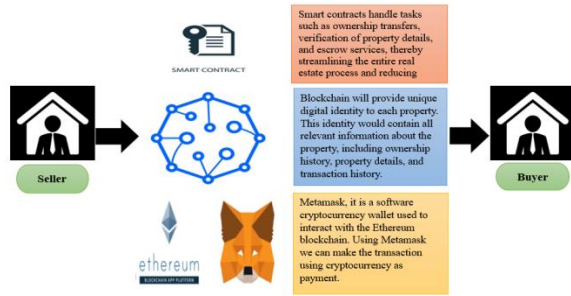 Smart contracts handle tasks
such as ownership transfers,
verification of property details,
and escrow services, thereby
streamlining the entire real
estate process and reducing
SMART CONTRACT
Blockchain will provide unique
digital identity to each property.
This identity would contain all
relevant information about the
property, including ownership
history, property details, and
transaction history.
Seller
Buyer
Metamask, it is a software
cryptocurrency wallet used to
interact with the Ethereum
blockchain. Using Metamask
we can make the transaction
using cryptocurrency as
payment.
ethereum
BLOCKCHAIN APP PLATFORM